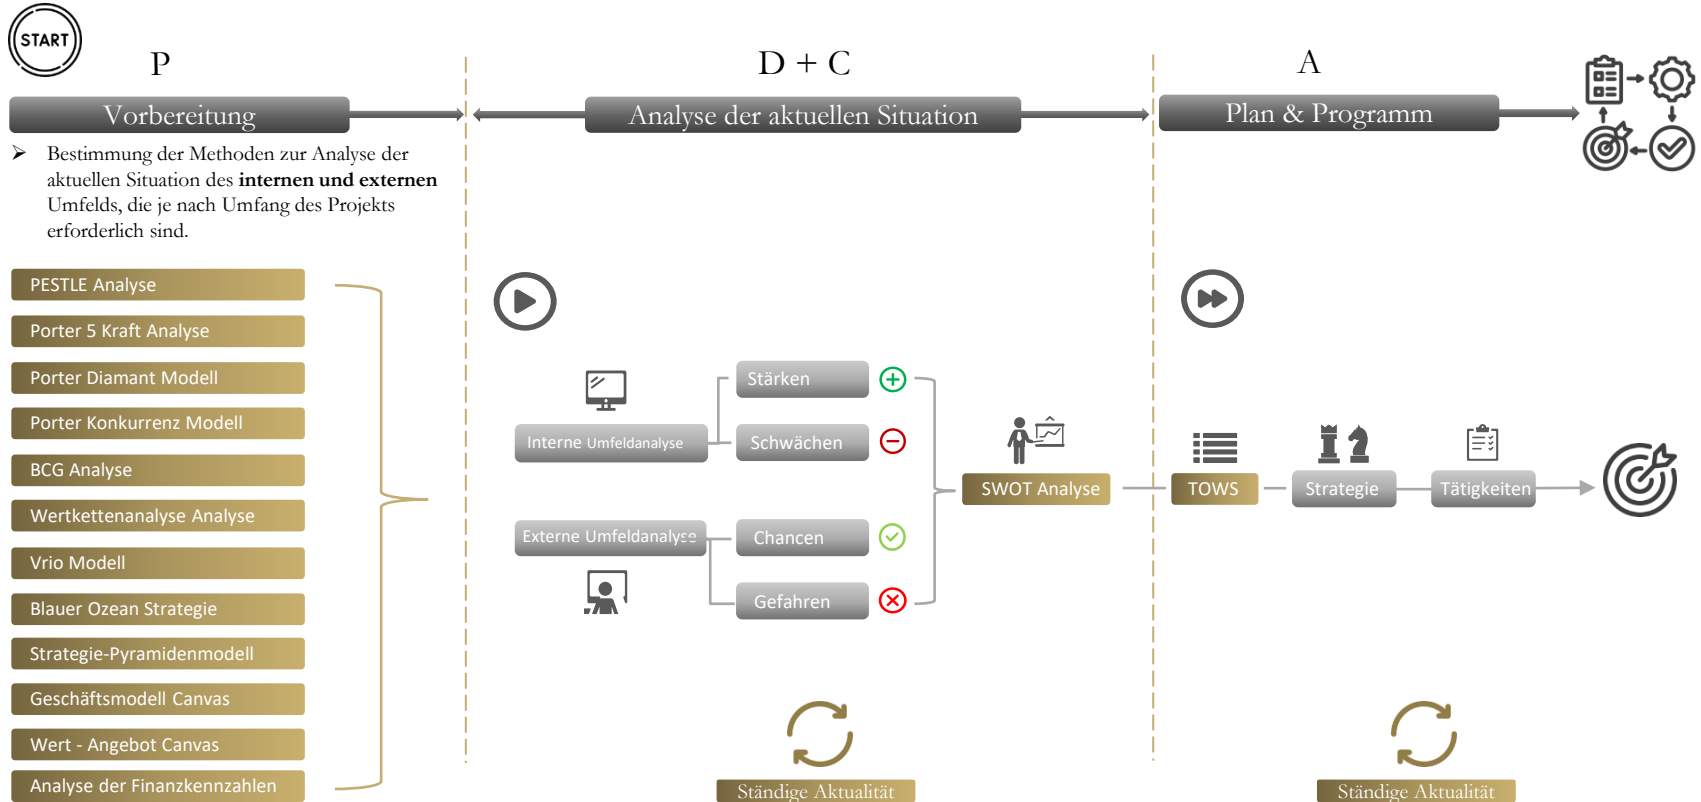 START
P
D + C
A
Vorbereitung
Analyse der aktuellen Situation
Plan & Programm
➢ Bestimmung der Methoden zur Analyse der
aktuellen Situation des internen und externen
Umfelds, die je nach Umfang des Projekts
erforderlich sind.
PESTLE Analyse
Porter 5 Kraft Analyse
Porter Diamant Modell
Porter Konkurrenz Modell
BCG Analyse
Wertkettenanalyse Analyse
Vrio Modell
Blauer Ozean Strategie
Strategie-Pyramidenmodell
Geschäftsmodell Canvas
Wert - Angebot Canvas
Analyse der Finanzkennzahlen
Interne Umfeldanalyse
Stärken
Schwächen
Externe Umfeldanalyse
Chancen
Gefahren
SWOT Analyse
Ständige Aktualität
TOWS
Strategie
Tätigkeiten
Ständige Aktualität